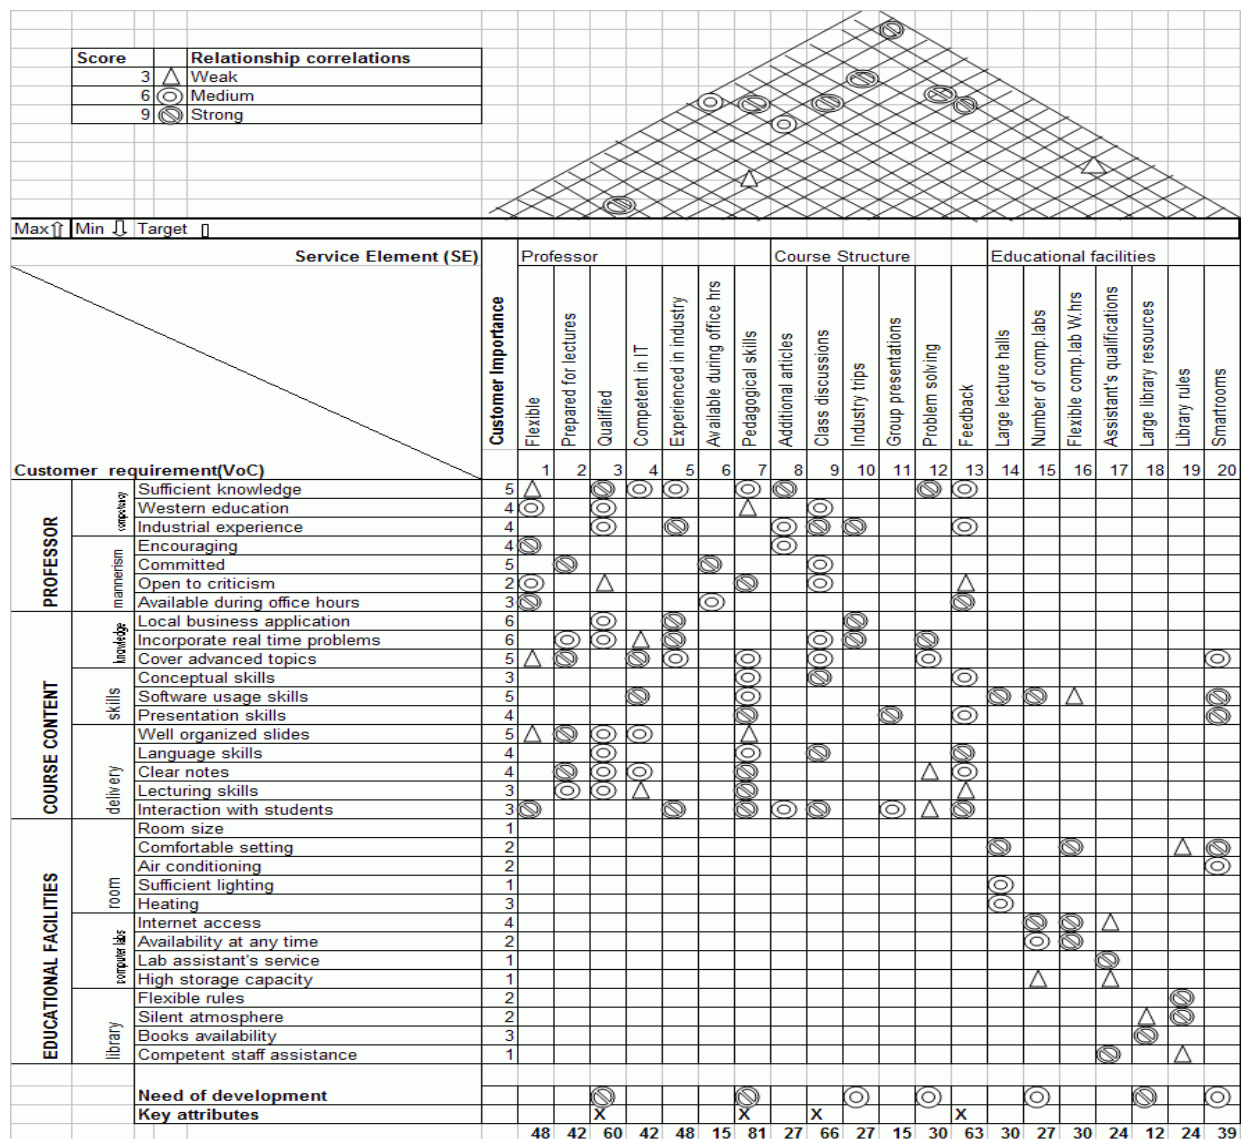 Score Relationship correlations
3 Weak
6 Medium
9 Strong
Max Min Target
Service Element (SE) Customer Importance Professor Course Structure Educational facilities
Flexible
Prepared for lectures
Qualified
Competent in IT
Experienced in industry
Available during office hrs
Pedagogical skills
Additional articles
Class discussions
Industry trips
Group presentations
Problem solving
Feedback
Large lecture halls
Number of comp.labs
Flexible comp.lab W.hrs
Assistant's qualifications
Large library resources
Library rules
Smartrooms
Customer requirement(VoC) 1 2 3 4 5 6 7 8 9 10 11 12 13 14 15 16 17 18 19 20
PROFESSOR
competency
Sufficient knowledge 5
Western education 4
Industrial experience 4
mannerism
Encouraging 4
Committed 5
Open to criticism 2
Available during office hours 3
COURSE CONTENT
knowledge
Local business application 6
Incorporate real time problems 6
Cover advanced topics 5
skills
Conceptual skills 3
Software usage skills 5
Presentation skills 4
delivery
Well organized slides 5
Language skills 4
Clear notes 4
Lecturing skills 3
Interaction with students 3
EDUCATIONAL FACILITIES
room
Room size 1
Comfortable setting 2
Air conditioning 2
Sufficient lighting 1
Heating 3
computer labs
Internet access 4
Availability at any time 2
Lab assistant's service 1
High storage capacity 1
library
Flexible rules 2
Silent atmosphere 2
Books availability 3
Competent staff assistance 1
Need of development
Key attributes X X X X
48 42 60 42 48 15 81 27 66 27 15 30 63 30 27 30 24 12 24 39